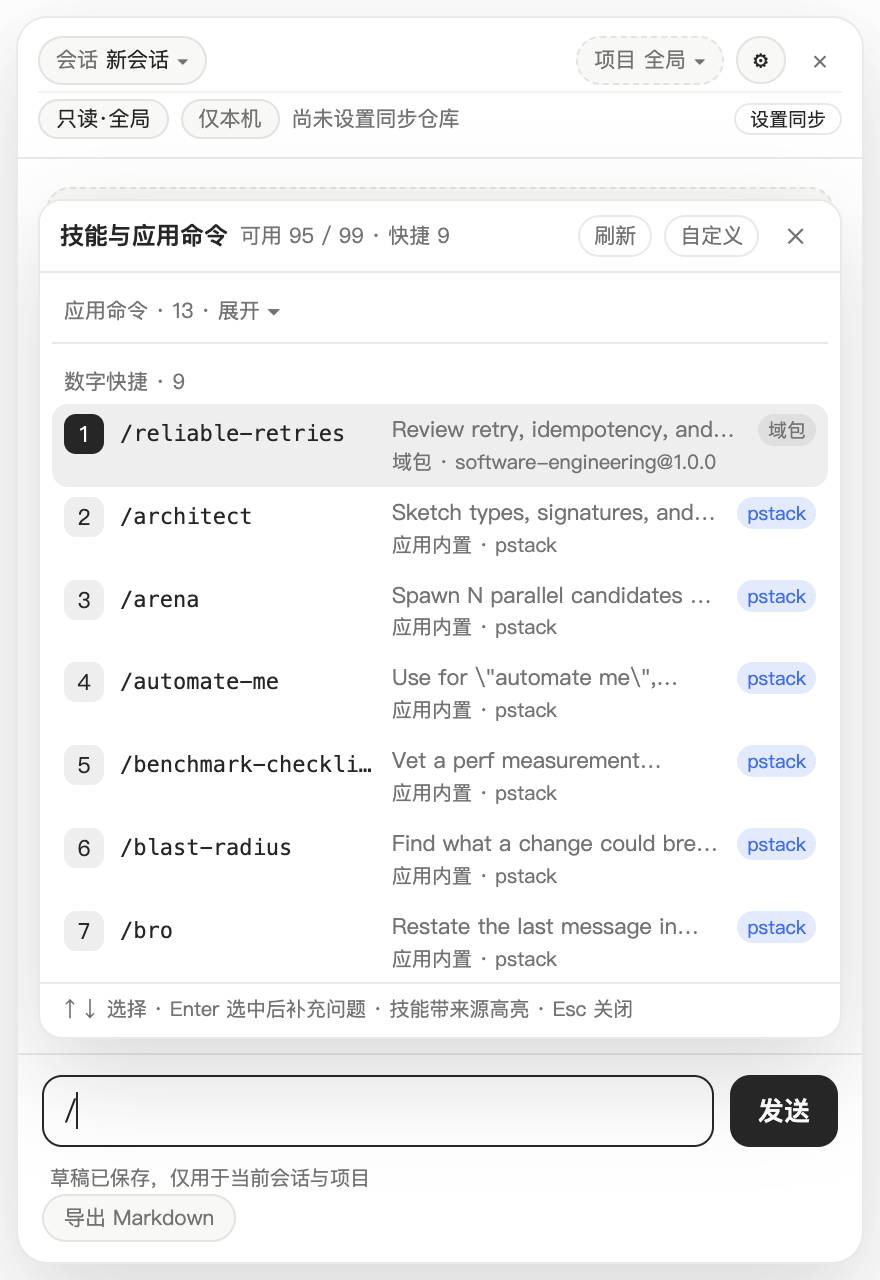 会话 新会话 项目 全局 ⚙ ×
只读·全局 仅本机 尚未设置同步仓库 设置同步
技能与应用命令 可用 95 / 99 · 快捷 9 刷新 自定义 ×
应用命令 · 13 · 展开
数字快捷 · 9
1 /reliable-retries Review retry, idempotency, and… 域包
域包 · software-engineering@1.0.0
2 /architect Sketch types, signatures, and… pstack
应用内置 · pstack
3 /arena Spawn N parallel candidates … pstack
应用内置 · pstack
4 /automate-me Use for \"automate me\",… pstack
应用内置 · pstack
5 /benchmark-checkli… Vet a perf measurement… pstack
应用内置 · pstack
6 /blast-radius Find what a change could bre… pstack
应用内置 · pstack
7 /bro Restate the last message in… pstack
应用内置 · pstack
↑↓ 选择 · Enter 选中后补充问题 · 技能带来源高亮 · Esc 关闭
/ 发送
草稿已保存，仅用于当前会话与项目
导出 Markdown